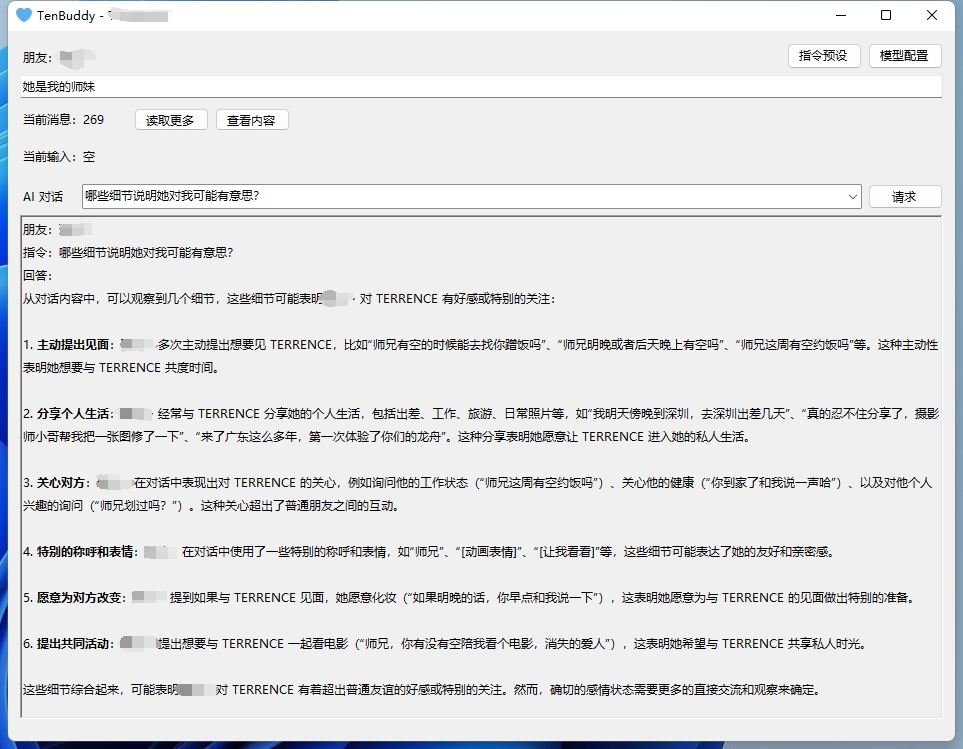 TenBuddy -
朋友： 指令预设 模型配置
她是我的师妹
当前消息：269 读取更多 查看内容
当前输入：空
AI 对话 哪些细节说明她对我可能有意思？ 请求
朋友：
指令：哪些细节说明她对我可能有意思？
回答：
从对话内容中，可以观察到几个细节，这些细节可能表明 对 TERRENCE 有好感或特别的关注：
1. 主动提出见面： 多次主动提出想要见 TERRENCE，比如“师兄有空的时候能去找你蹭饭吗”、“师兄明晚或者后天晚上有空吗”、“师兄这周有空约饭吗”等。这种主动性
表明她想要与 TERRENCE 共度时间。
2. 分享个人生活： 经常与 TERRENCE 分享她的个人生活，包括出差、工作、旅游、日常照片等，如“我明天傍晚到深圳，去深圳出差几天”、“真的忍不住分享了，摄影
师小哥帮我把一张图修了一下”、“来了广东这么多年，第一次体验了你们的龙舟”。这种分享表明她愿意让 TERRENCE 进入她的私人生活。
3. 关心对方： 在对话中表现出对 TERRENCE 的关心，例如询问他的工作状态（“师兄这周有空约饭吗”）、关心他的健康（“你到家了和我说一声哈”）、以及对他个人
兴趣的询问（“师兄划过吗？”）。这种关心超出了普通朋友之间的互动。
4. 特别的称呼和表情： 在对话中使用了一些特别的称呼和表情，如“师兄”、“[动画表情]”、“[让我看看]”等，这些细节可能表达了她的友好和亲密感。
5. 愿意为对方改变： 提到如果与 TERRENCE 见面，她愿意化妆（“如果明晚的话，你早点和我说一下”），这表明她愿意为与 TERRENCE 的见面做出特别的准备。
6. 提出共同活动： 提出想要与 TERRENCE 一起看电影（“师兄，你有没有空陪我看个电影，消失的爱人”），这表明她希望与 TERRENCE 共享私人时光。
这些细节综合起来，可能表明 对 TERRENCE 有着超出普通友谊的好感或特别的关注。然而，确切的感情状态需要更多的直接交流和观察来确定。